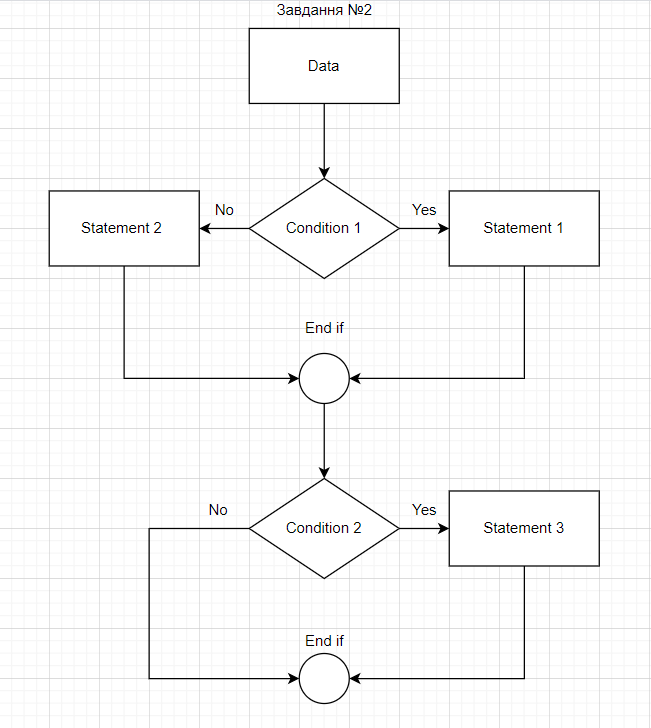 Завдання №2
Data
No
Yes
Statement 2
Condition 1
Statement 1
End if
No
Yes
Condition 2
Statement 3
End if